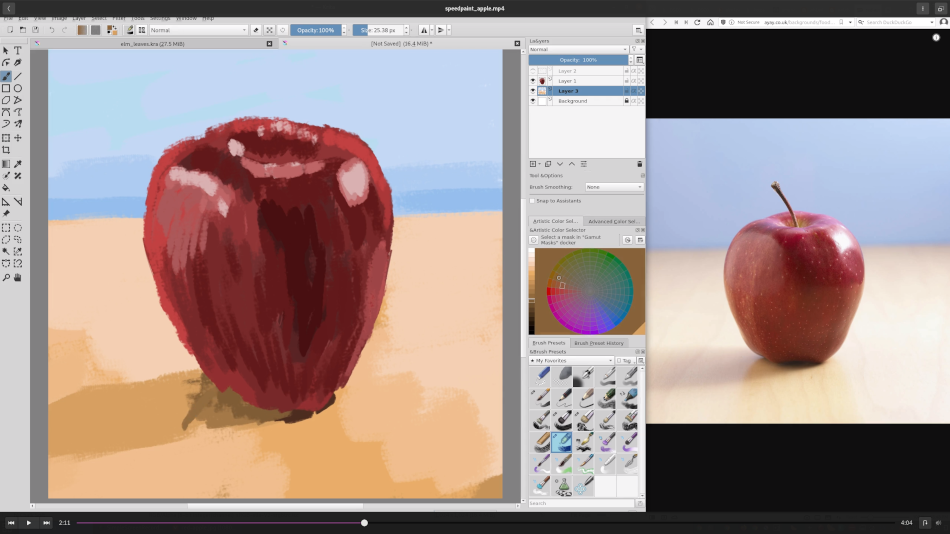 speedpaint_apple.mp4
File Edit View Image Layer Select Filter Tools Settings Window Help
Normal
Opacity: 100%
Size: 25.38 px
elm_leaves.kra (27.5 MiB)
[Not Saved] (16.4 MiB) *
Layers
Normal
Opacity: 100%
Layer 2
Layer 1
Layer 3
Background
Tool Options
Brush Smoothing:
None
Snap to Assistants
Artistic Color Sel...
Advanced Color Sel...
Artistic Color Selector
Select a mask in "Gamut Masks" docker
Brush Presets
Brush Preset History
Brush Presets
★ My Favorites
Tag
Search
Not Secure
Search DuckDuckGo
2:11
4:04